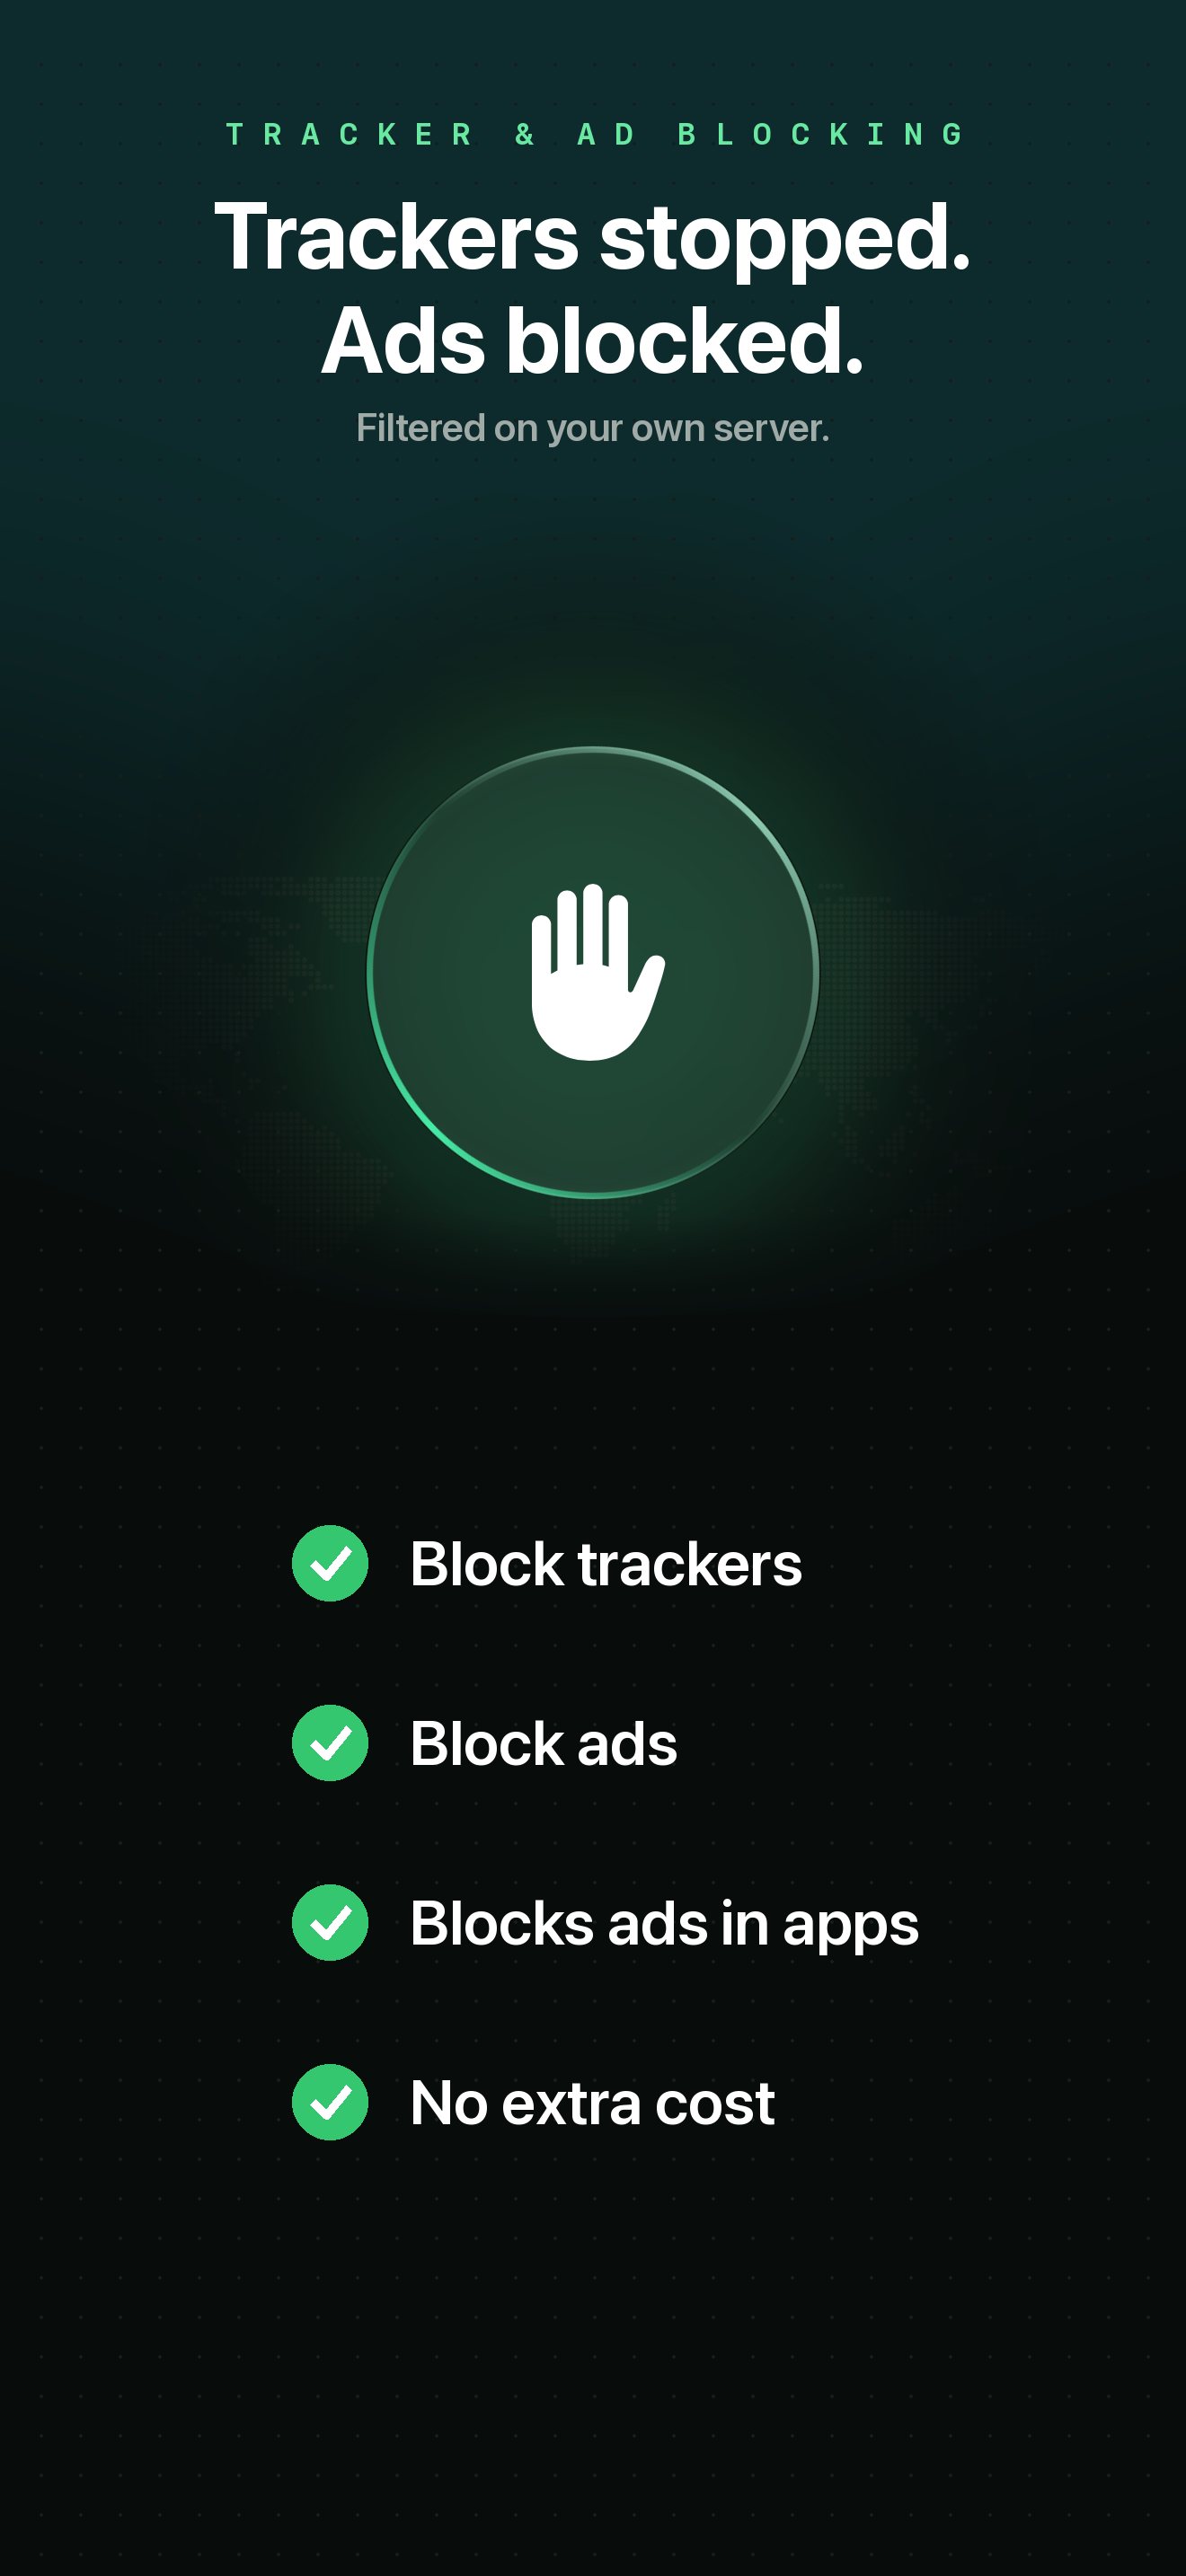 TRACKER & AD BLOCKING
Trackers stopped.
Ads blocked.
Filtered on your own server.
Block trackers
Block ads
Blocks ads in apps
No extra cost